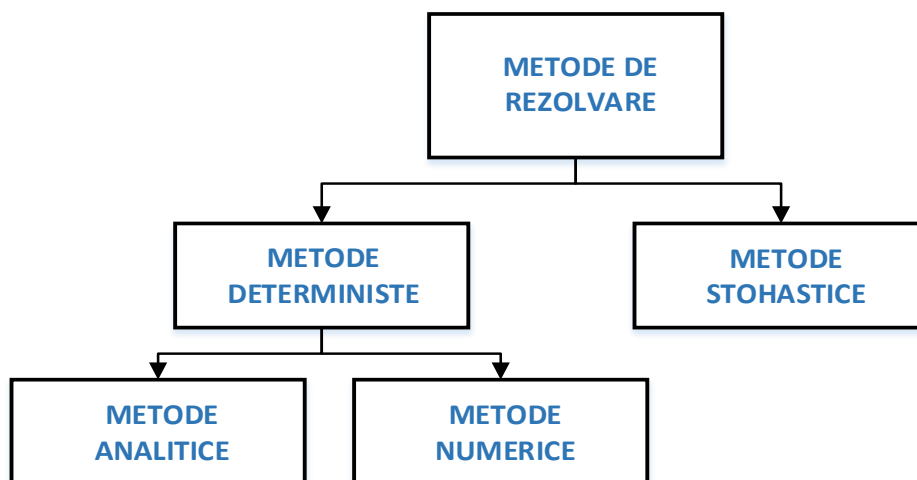 METODE DE
REZOLVARE
METODE
DETERMINISTE
METODE
STOHASTICE
METODE
ANALITICE
METODE
NUMERICE